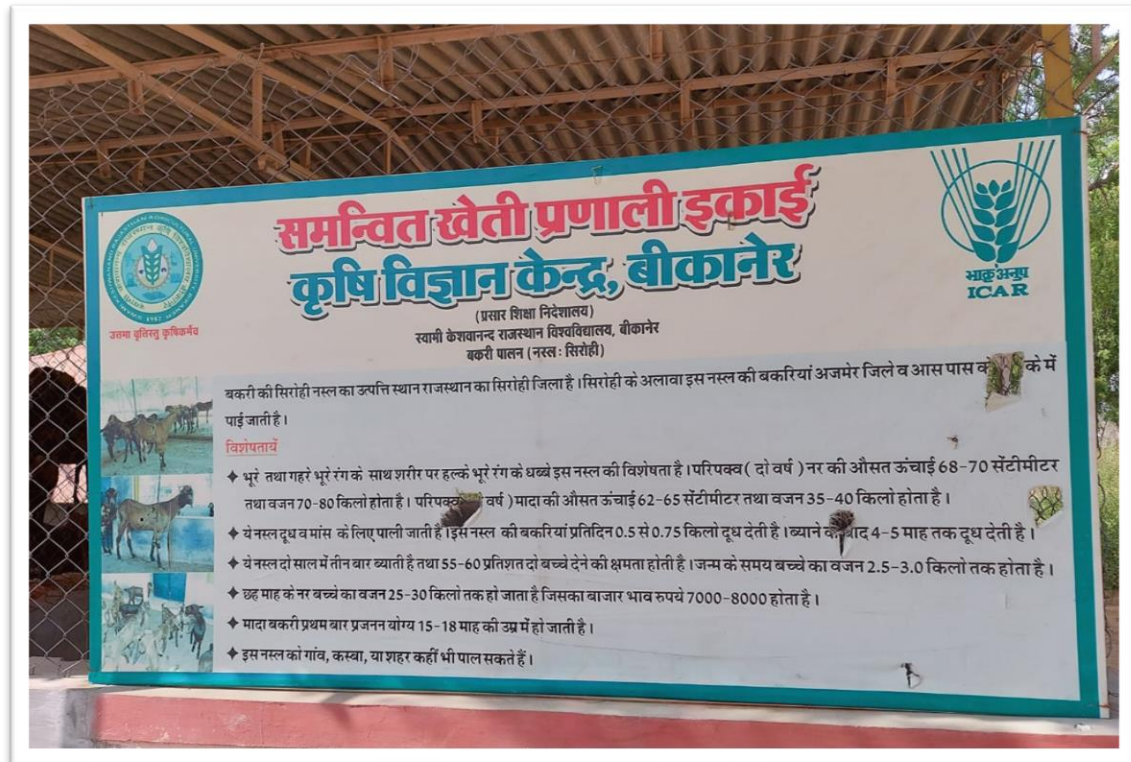 समन्वित खेती प्रणाली इकाई
कृषि विज्ञान केन्द्र, बीकानेर
(प्रसार शिक्षा निदेशालय)
स्वामी केशवानन्द राजस्थान विश्वविद्यालय, बीकानेर
बकरी पालन (नस्ल: सिरोही)
उत्तमा वृत्तिस्तु कृषिकर्मेव
भाकृअनुप
ICAR
बकरी की सिरोही नस्ल का उत्पत्ति स्थान राजस्थान का सिरोही जिला है। सिरोही के अलावा इस नस्ल की बकरियां अजमेर जिले व आस पास के में
पाई जाती है।
विशेषतायें
भूरे तथा गहरे भूरे रंग के साथ शरीर पर हल्के भूरे रंग के धब्बे इस नस्ल की विशेषता है। परिपक्व( दो वर्ष ) नर की औसत ऊंचाई 68-70 सेंटीमीटर
तथा वजन 70-80 किलो होता है। परिपक्व वर्ष ) मादा की औसत ऊंचाई 62-65 सेंटीमीटर तथा वजन 35-40 किलो होता है।
ये नस्ल दूध व मांस के लिए पाली जाती है। इस नस्ल की बकरियां प्रतिदिन 0.5 से 0.75 किलो दूध देती है। ब्याने 4-5 माह तक दूध देती है।
ये नस्ल दो साल में तीन बार ब्याती है तथा 55-60 प्रतिशत दो बच्चे देने की क्षमता होती है। जन्म के समय बच्चे का वजन 2.5-3.0 किलो तक होता है।
छह माह के नर बच्चे का वजन 25-30 किलो तक हो जाता है जिसका बाजार भाव रुपये 7000-8000 होता है।
मादा बकरी प्रथम बार प्रजनन योग्य 15-18 माह की उम्र में हो जाती है।
इस नस्ल को गांव, कस्बा, या शहर कहीं भी पाल सकते हैं।